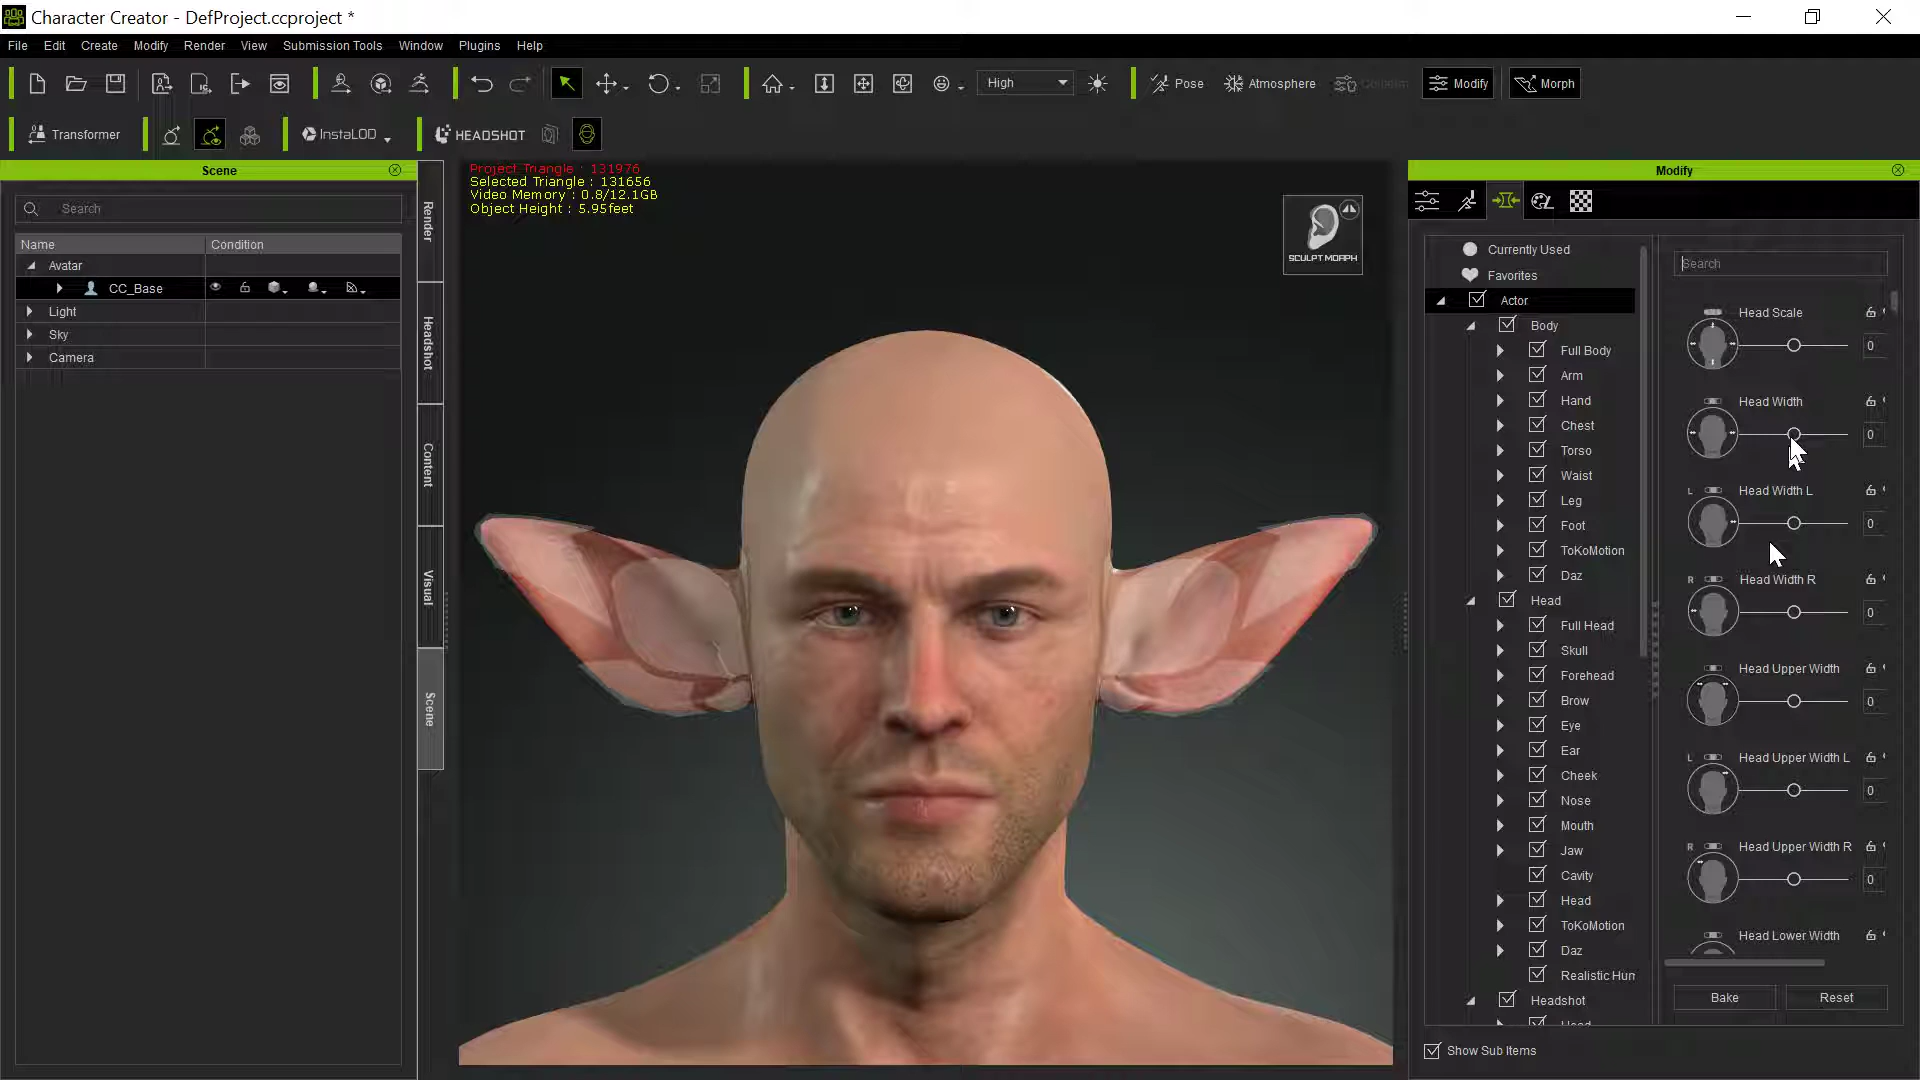 Character Creator - DefProject.ccproject *
File Edit Create Modify Render View Submission Tools Window Plugins Help
High Pose Atmosphere Modify Morph
Transformer InstaLOD HEADSHOT
Scene
Search
Name Condition
Avatar
CC_Base
Light
Sky
Camera
Render
Headshot
Content
Visual
Scene
Project Triangle : 131976
Selected Triangle : 131656
Video Memory : 0.8/12.1GB
Object Height : 5.95feet
SCULPT MORPH
Modify
Currently Used
Favorites
Actor
Body
Full Body
Arm
Hand
Chest
Torso
Waist
Leg
Foot
ToKoMotion
Daz
Head
Full Head
Skull
Forehead
Brow
Eye
Ear
Cheek
Nose
Mouth
Jaw
Cavity
Head
ToKoMotion
Daz
Realistic Hum
Headshot
Head
Show Sub Items
Search
Head Scale
0
Head Width
0
L Head Width L
0
R Head Width R
0
Head Upper Width
0
L Head Upper Width L
0
R Head Upper Width R
0
Head Lower Width
Bake Reset